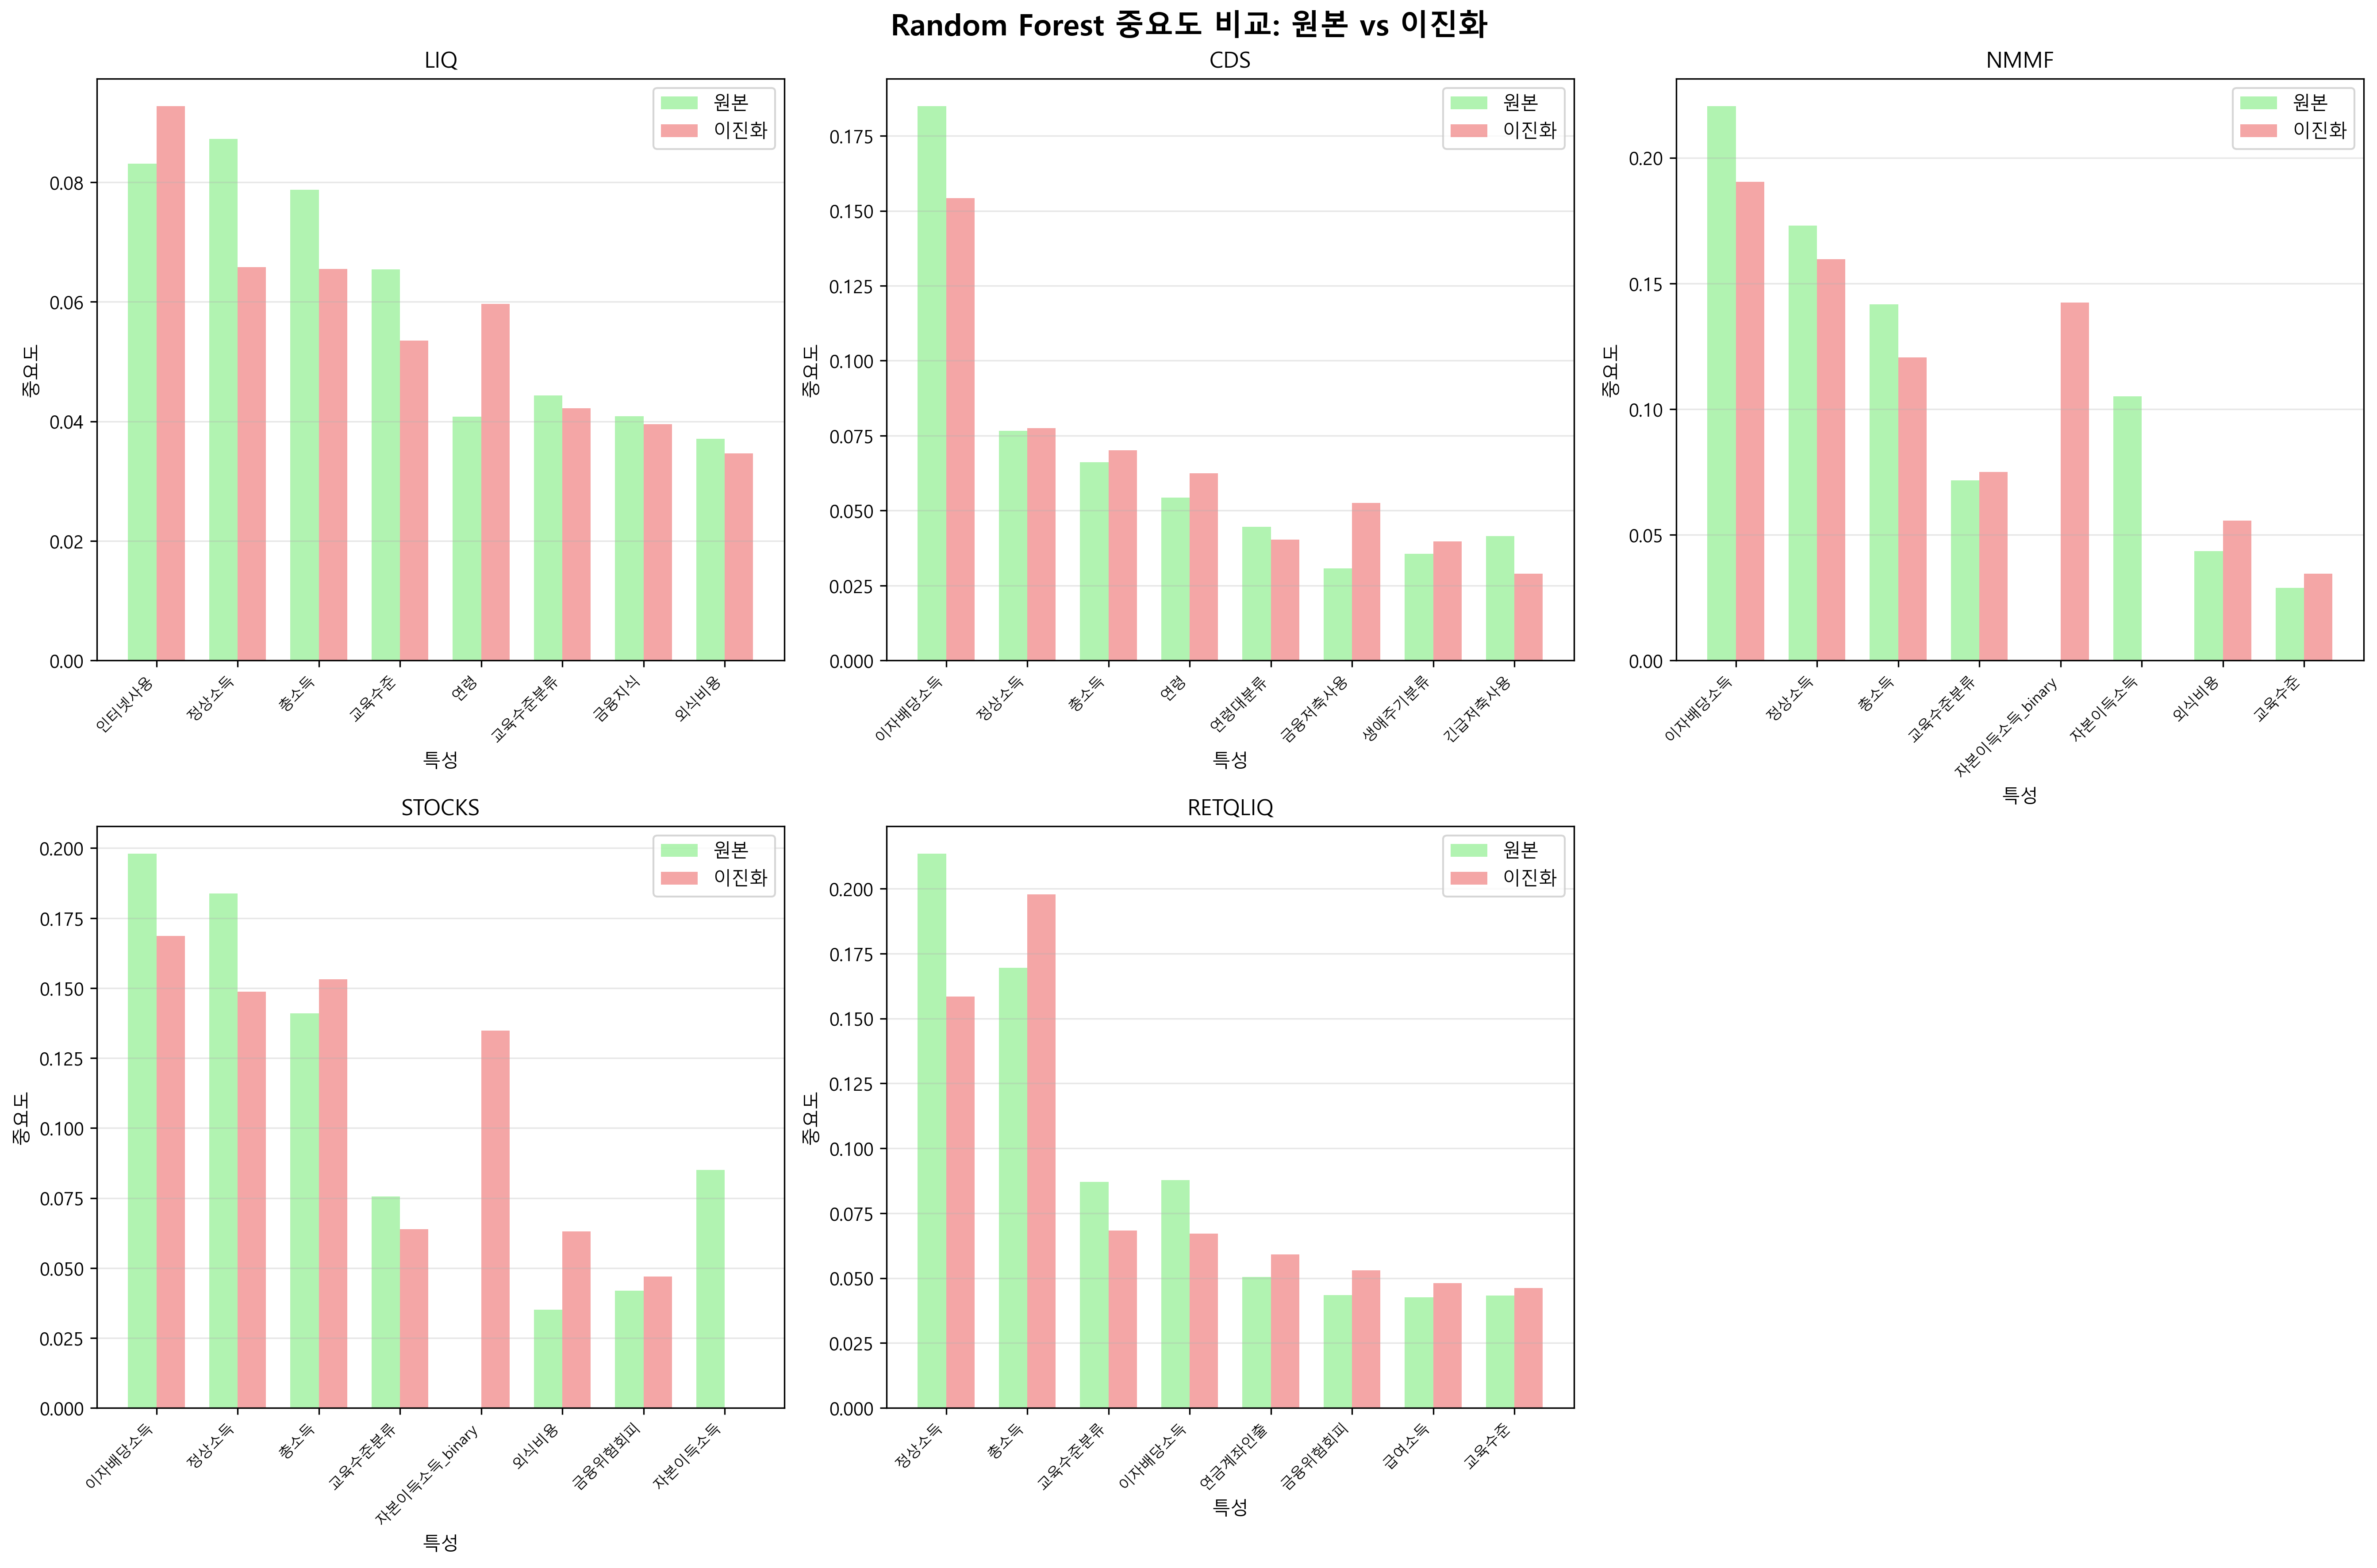 Random Forest 중요도 비교: 원본 vs 이진화
LIQ
원본
이진화
중요도
0.08
0.06
0.04
0.02
0.00
인터넷사용
정상소득
총소득
교육수준
연령
교육수준분류
금융지식
외식비용
특성
CDS
원본
이진화
중요도
0.175
0.150
0.125
0.100
0.075
0.050
0.025
0.000
이자배당소득
정상소득
총소득
연령
연령대분류
금융저축사용
생애주기분류
긴급저축사용
특성
NMMF
원본
이진화
중요도
0.20
0.15
0.10
0.05
0.00
이자배당소득
정상소득
총소득
교육수준분류
자본이득소득_binary
자본이득소득
외식비용
교육수준
특성
STOCKS
원본
이진화
중요도
0.200
0.175
0.150
0.125
0.100
0.075
0.050
0.025
0.000
이자배당소득
정상소득
총소득
교육수준분류
자본이득소득_binary
외식비용
금융위험회피
자본이득소득
특성
RETQLIQ
원본
이진화
중요도
0.200
0.175
0.150
0.125
0.100
0.075
0.050
0.025
0.000
정상소득
총소득
교육수준분류
이자배당소득
연금계좌인출
금융위험회피
급여소득
교육수준
특성